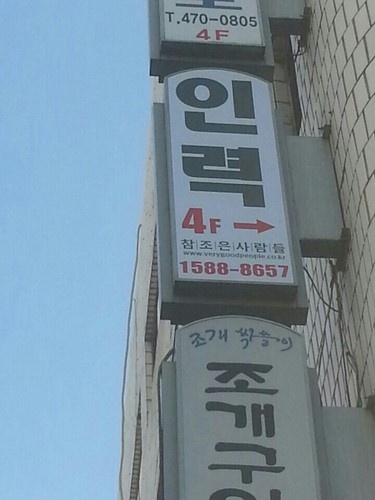 T.470-0805
4F
인
력
4F →
참|조|은|사|람|들
www.verygoodpeople.co.kr
1588-8657
조개
조
개
구